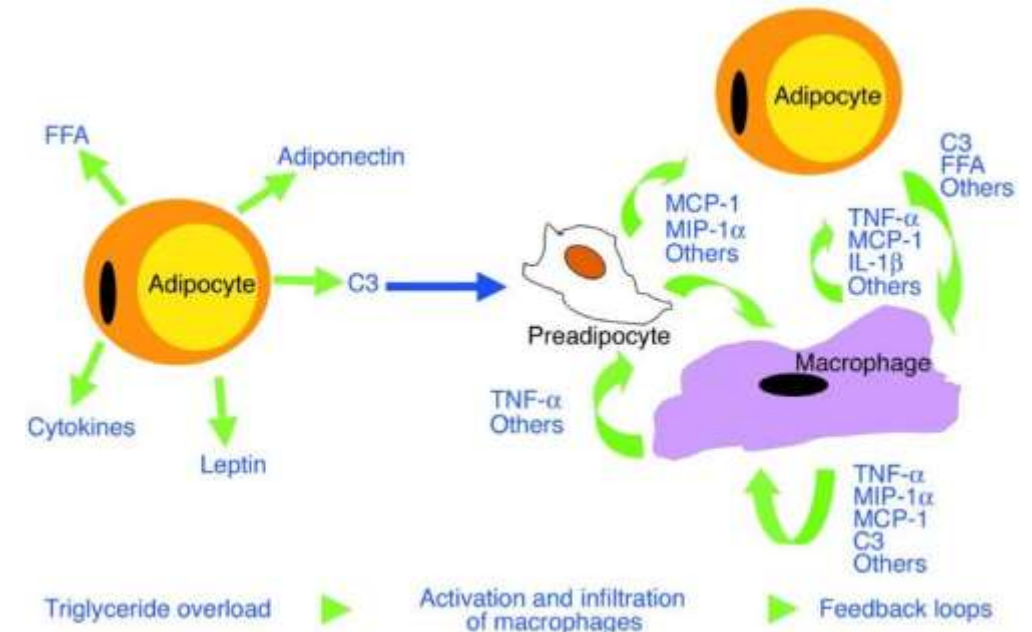 Adipocyte
FFA
Adiponectin
Adipocyte
C3
Cytokines
Leptin
C3
FFA
Others
MCP-1
MIP-1α
Others
TNF-α
MCP-1
IL-1β
Others
Preadipocyte
Macrophage
TNF-α
Others
TNF-α
MIP-1α
MCP-1
C3
Others
Triglyceride overload
Activation and infiltration
of macrophages
Feedback loops